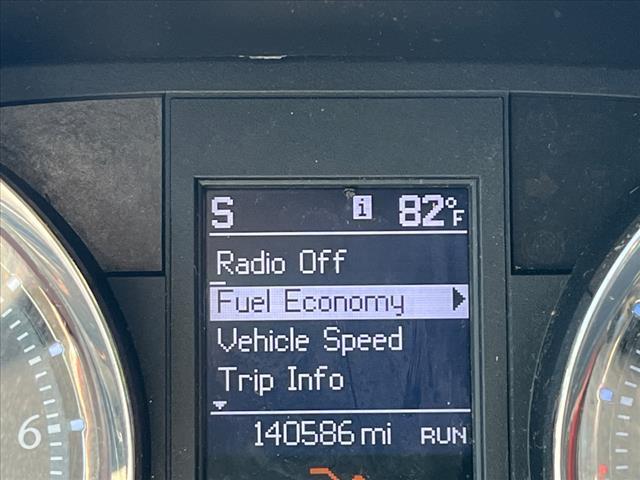 S i 82°F
Radio Off
Fuel Economy
Vehicle Speed
Trip Info
140586 mi RUN
6